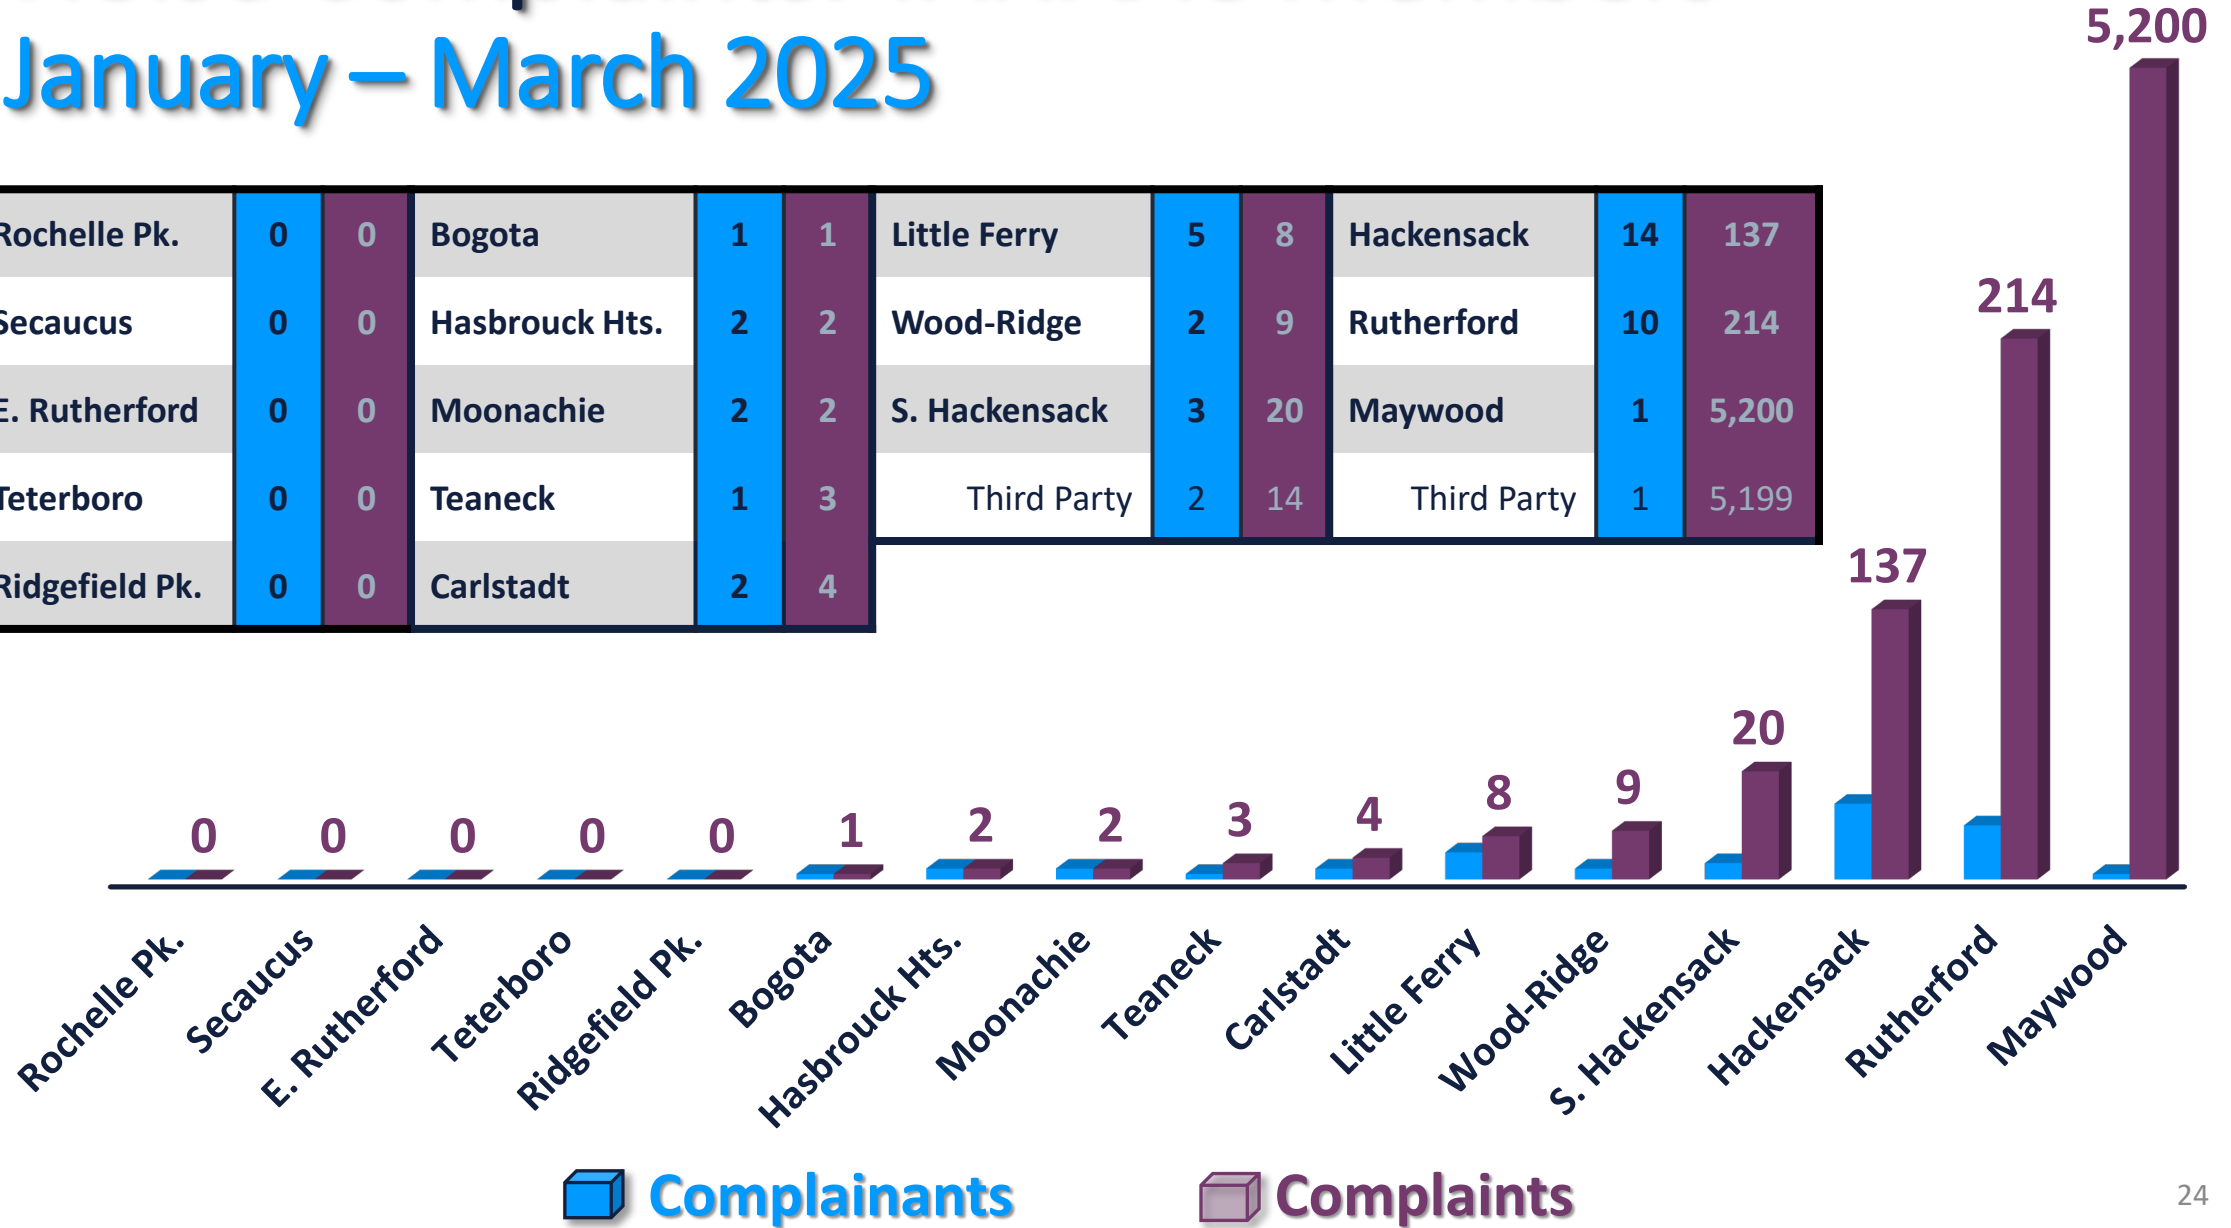 January – March 2025
5,200
Rochelle Pk. 0 0 Bogota 1 1 Little Ferry 5 8 Hackensack 14 137
Secaucus 0 0 Hasbrouck Hts. 2 2 Wood-Ridge 2 9 Rutherford 10 214
E. Rutherford 0 0 Moonachie 2 2 S. Hackensack 3 20 Maywood 1 5,200
Teterboro 0 0 Teaneck 1 3 Third Party 2 14 Third Party 1 5,199
Ridgefield Pk. 0 0 Carlstadt 2 4
214
137
20
0 0 0 0 0 1 2 2 3 4 8 9
Rochelle Pk.
Secaucus
E. Rutherford
Teterboro
Ridgefield Pk.
Bogota
Hasbrouck Hts.
Moonachie
Teaneck
Carlstadt
Little Ferry
Wood-Ridge
S. Hackensack
Hackensack
Rutherford
Maywood
Complainants
Complaints
24